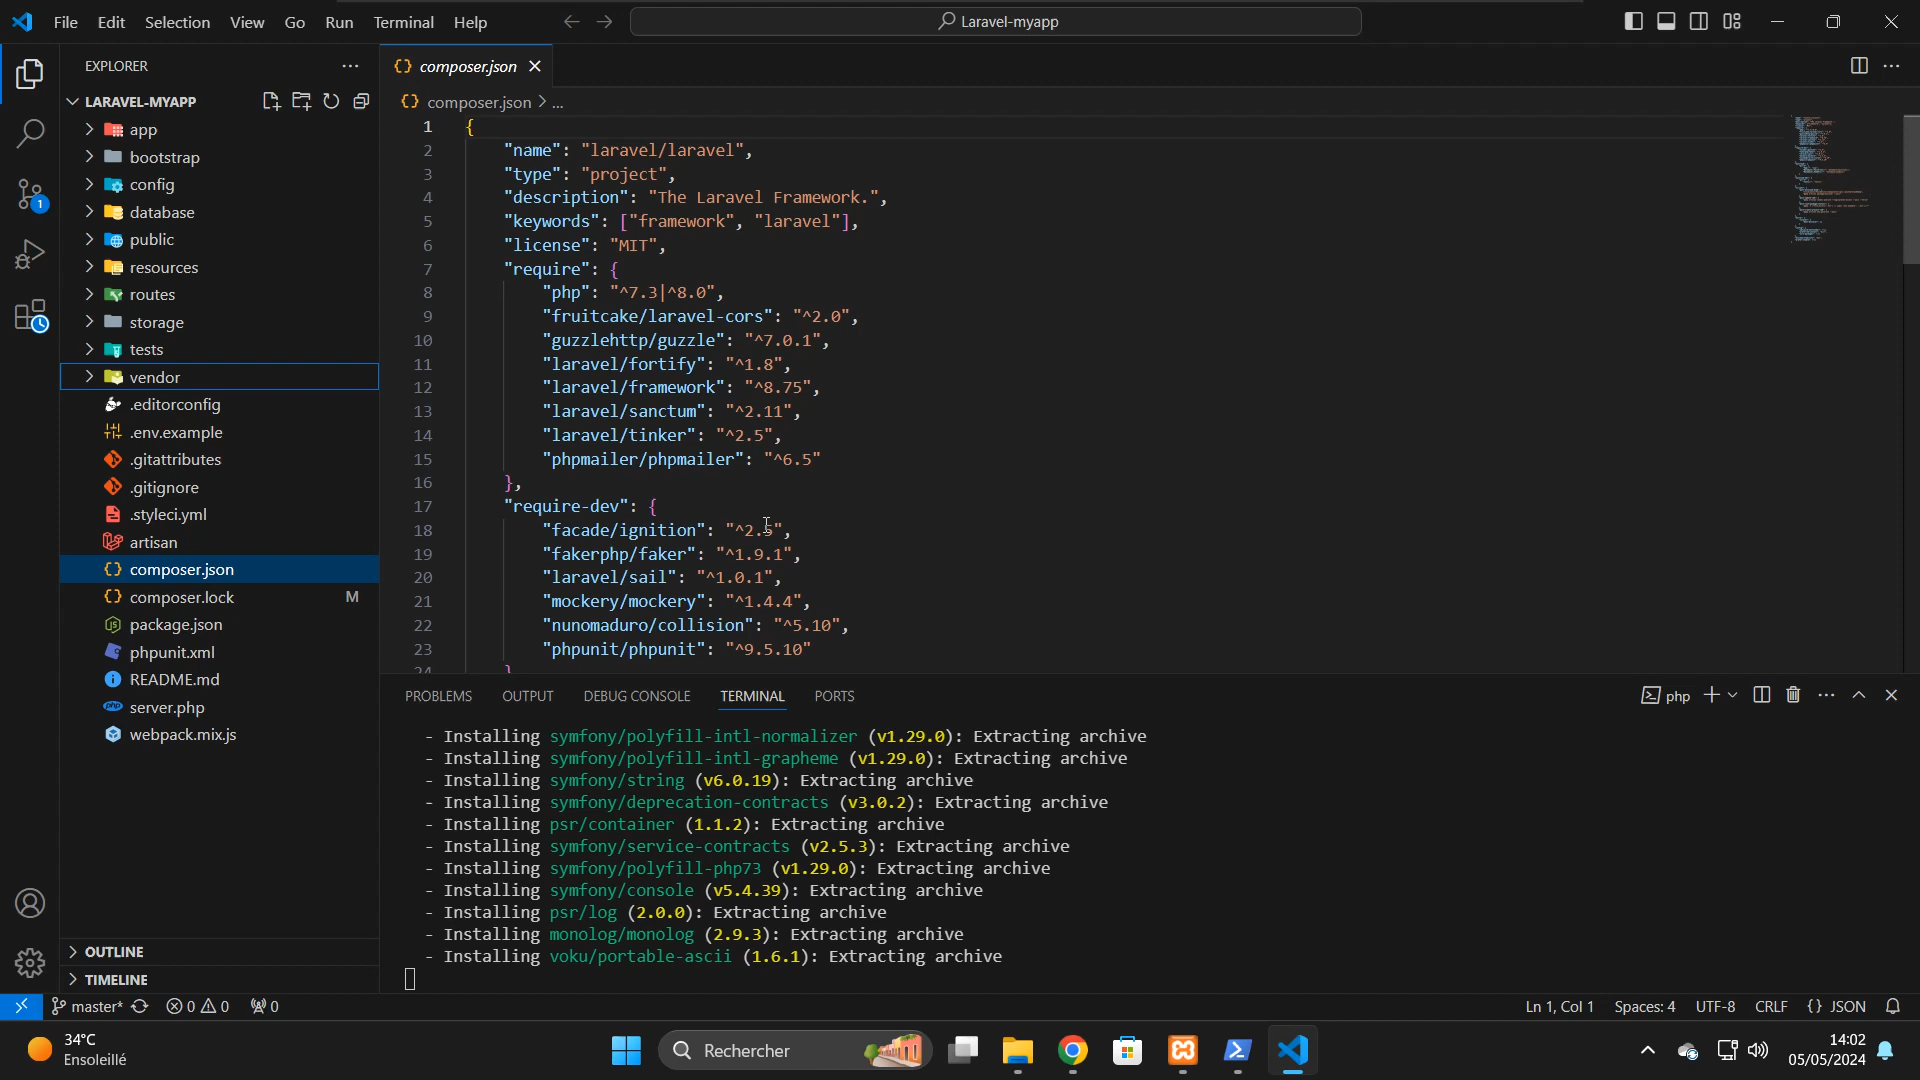 File Edit Selection View Go Run Terminal Help
Laravel-myapp
EXPLORER
LARAVEL-MYAPP
app
bootstrap
config
database
public
resources
routes
storage
tests
vendor
.editorconfig
.env.example
.gitattributes
.gitignore
.styleci.yml
artisan
composer.json
composer.lock M
package.json
phpunit.xml
README.md
server.php
webpack.mix.js
OUTLINE
TIMELINE
1
composer.json
composer.json > ...
1 {
2 "name": "laravel/laravel",
3 "type": "project",
4 "description": "The Laravel Framework.",
5 "keywords": ["framework", "laravel"],
6 "license": "MIT",
7 "require": {
8 "php": "^7.3|^8.0",
9 "fruitcake/laravel-cors": "^2.0",
10 "guzzlehttp/guzzle": "^7.0.1",
11 "laravel/fortify": "^1.8",
12 "laravel/framework": "^8.75",
13 "laravel/sanctum": "^2.11",
14 "laravel/tinker": "^2.5",
15 "phpmailer/phpmailer": "^6.5"
16 },
17 "require-dev": {
18 "facade/ignition": "^2.5",
19 "fakerphp/faker": "^1.9.1",
20 "laravel/sail": "^1.0.1",
21 "mockery/mockery": "^1.4.4",
22 "nunomaduro/collision": "^5.10",
23 "phpunit/phpunit": "^9.5.10"
24 }
PROBLEMS OUTPUT DEBUG CONSOLE TERMINAL PORTS
php
- Installing symfony/polyfill-intl-normalizer (v1.29.0): Extracting archive
- Installing symfony/polyfill-intl-grapheme (v1.29.0): Extracting archive
- Installing symfony/string (v6.0.19): Extracting archive
- Installing symfony/deprecation-contracts (v3.0.2): Extracting archive
- Installing psr/container (1.1.2): Extracting archive
- Installing symfony/service-contracts (v2.5.3): Extracting archive
- Installing symfony/polyfill-php73 (v1.29.0): Extracting archive
- Installing symfony/console (v5.4.39): Extracting archive
- Installing psr/log (2.0.0): Extracting archive
- Installing monolog/monolog (2.9.3): Extracting archive
- Installing voku/portable-ascii (1.6.1): Extracting archive
master* 0 0 0 Ln 1, Col 1 Spaces: 4 UTF-8 CRLF {} JSON
34°C
Ensoleillé
Rechercher
14:02
05/05/2024